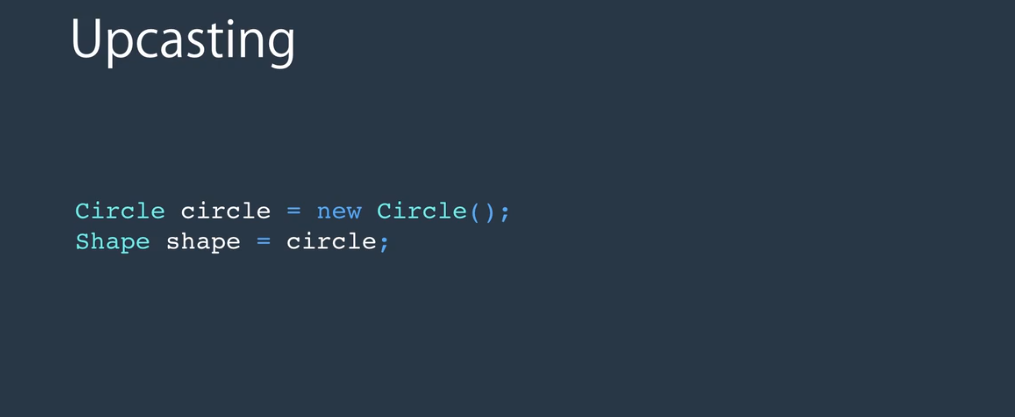 Upcasting
Circle circle = new Circle();
Shape shape = circle;